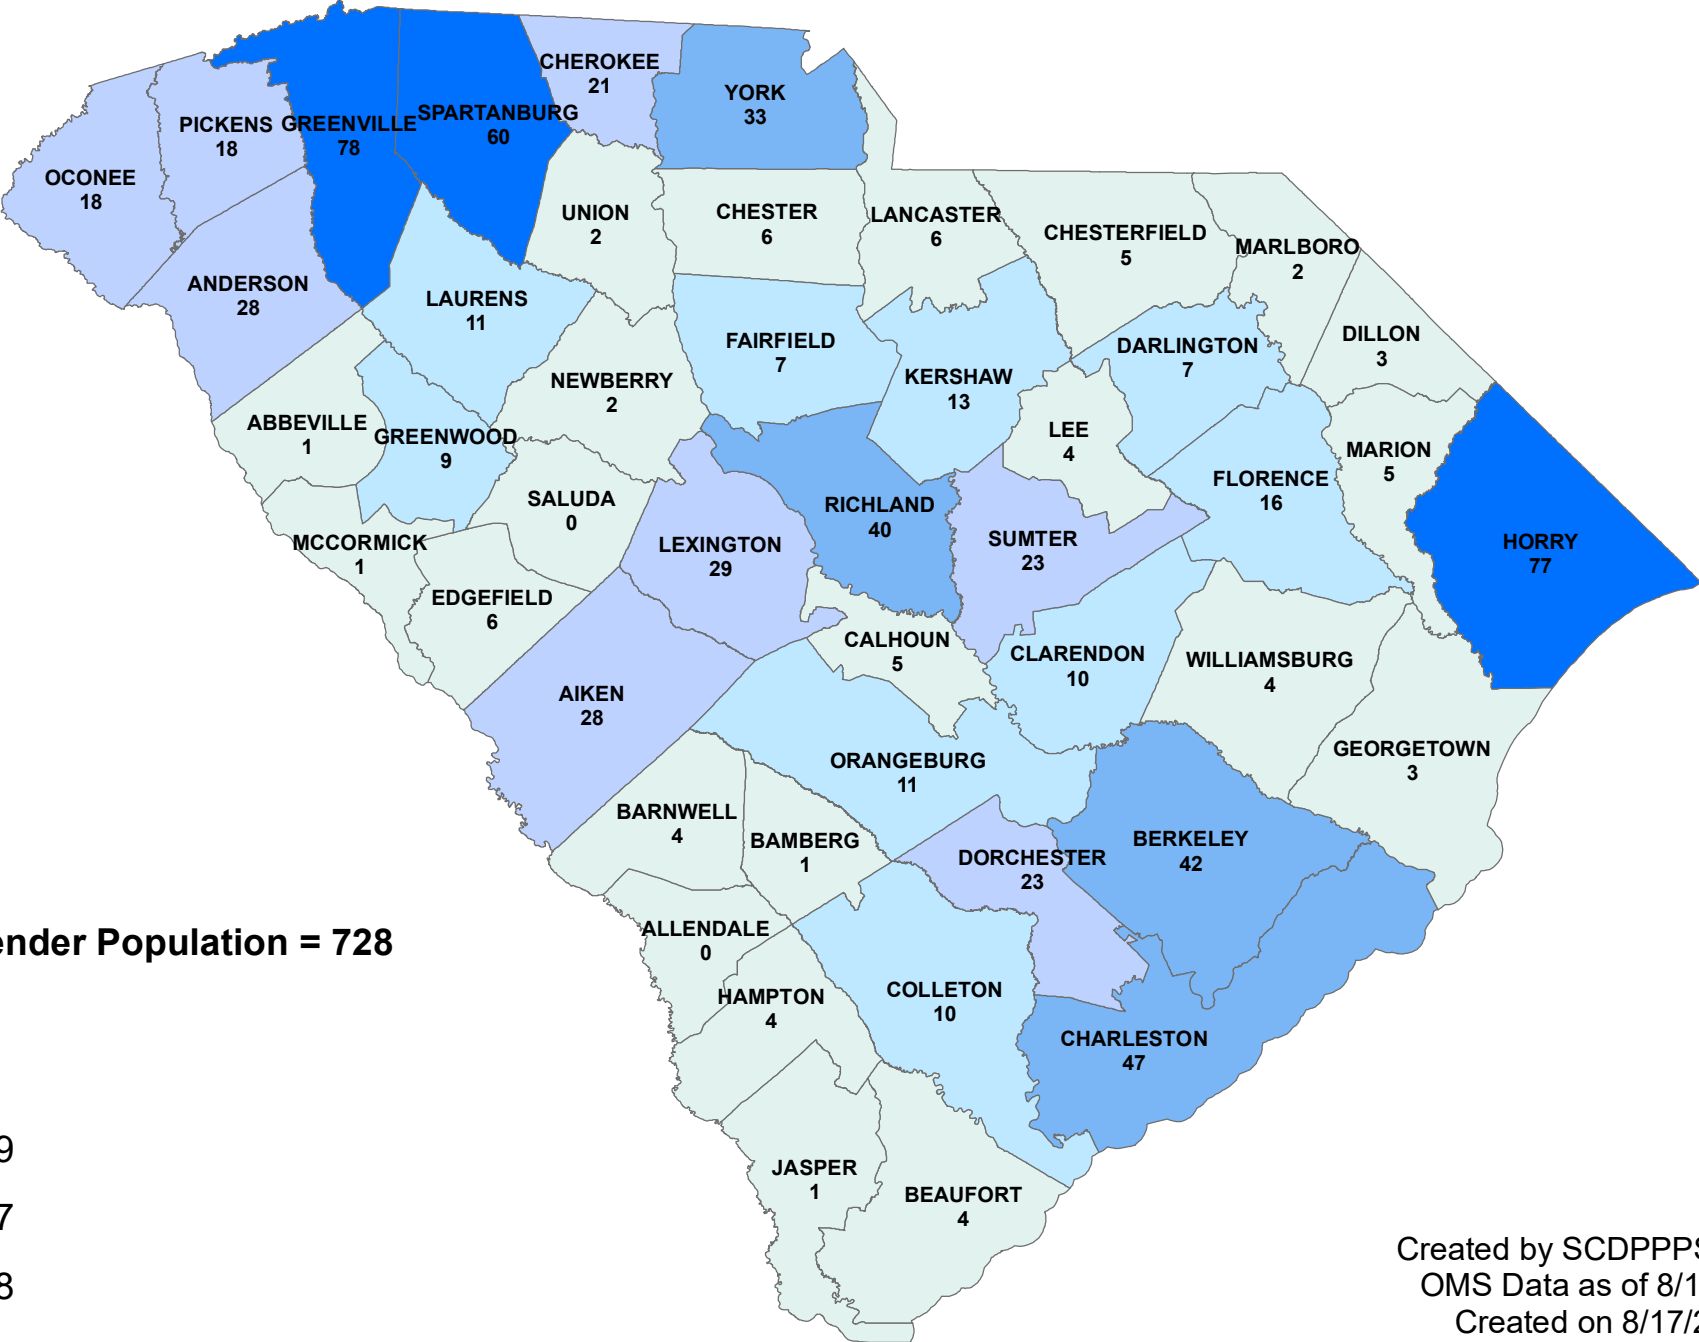 CHEROKEE
21
YORK
33
SPARTANBURG
60
PICKENS
18
GREENVILLE
78
OCONEE
18
UNION
2
CHESTER
6
LANCASTER
6
CHESTERFIELD
5
MARLBORO
2
ANDERSON
28
LAURENS
11
FAIRFIELD
7
DARLINGTON
7
DILLON
3
NEWBERRY
2
KERSHAW
13
ABBEVILLE
1
GREENWOOD
9
LEE
4
MARION
5
FLORENCE
16
SALUDA
0
RICHLAND
40
SUMTER
23
HORRY
77
MCCORMICK
1
LEXINGTON
29
EDGEFIELD
6
CALHOUN
5
CLARENDON
10
WILLIAMSBURG
4
AIKEN
28
ORANGEBURG
11
GEORGETOWN
3
BARNWELL
4
BAMBERG
1
DORCHESTER
23
BERKELEY
42
ALLENDALE
0
ender Population = 728
HAMPTON
4
COLLETON
10
CHARLESTON
47
9
JASPER
1
BEAUFORT
4
7
8
Created by SCDPPPS
OMS Data as of 8/1
Created on 8/17/2